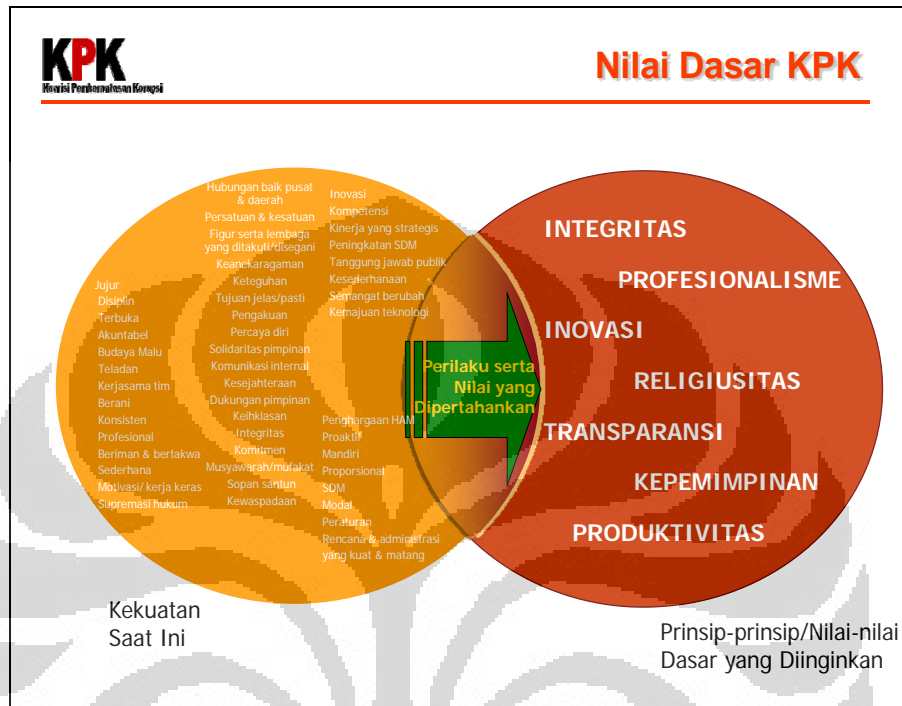 KPK
Komisi Pemberantasan Korupsi
Nilai Dasar KPK
Jujur
Disiplin
Terbuka
Akuntabel
Budaya Malu
Teladan
Kerjasama tim
Berani
Konsisten
Profesional
Beriman & bertakwa
Sederhana
Motivasi/ kerja keras
Supremasi hukum
Hubungan baik pusat
& daerah
Persatuan & kesatuan
Figur serta lembaga
yang ditakuti/disegani
Keanekaragaman
Keteguhan
Tujuan jelas/pasti
Pengakuan
Percaya diri
Solidaritas pimpinan
Komunikasi internal
Kesejahteraan
Dukungan pimpinan
Keihklasan
Integritas
Komitmen
Musyawarah/mufakat
Sopan santun
Kewaspadaan
Inovasi
Kompetensi
Kinerja yang strategis
Peningkatan SDM
Tanggung jawab publik
Kesederhanaan
Semangat berubah
Kemajuan teknologi
Penghargaan HAM
Proaktif
Mandiri
Proporsional
SDM
Modal
Peraturan
Rencana & administrasi
yang kuat & matang
Perilaku serta
Nilai yang
Dipertahankan
INTEGRITAS
PROFESIONALISME
INOVASI
RELIGIUSITAS
TRANSPARANSI
KEPEMIMPINAN
PRODUKTIVITAS
Kekuatan
Saat Ini
Prinsip-prinsip/Nilai-nilai
Dasar yang Diinginkan